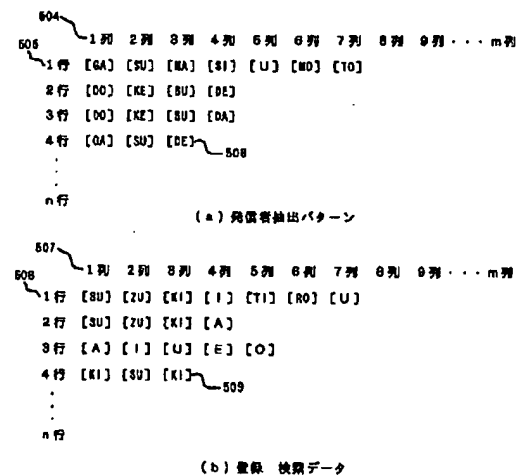 504
1列 2列 3列 4列 5列 6列 7列 8列 9列・・・m列
505
1行 [GA] [SU] [MA] [SI] [U] [MO] [TO]
2行 [DO] [KE] [SU] [DE]
3行 [DO] [KE] [SU] [DA]
4行 [GA] [SU] [DE] 508
n行
(a) 発信者抽出パターン
507
1列 2列 3列 4列 5列 6列 7列 8列 9列・・・m列
506
1行 [SU] [ZU] [KI] [I] [TI] [RO] [U]
2行 [SU] [ZU] [KI] [A]
3行 [A] [I] [U] [E] [O]
4行 [KI] [SU] [KI] 509
n行
(b) 登録 検索データ